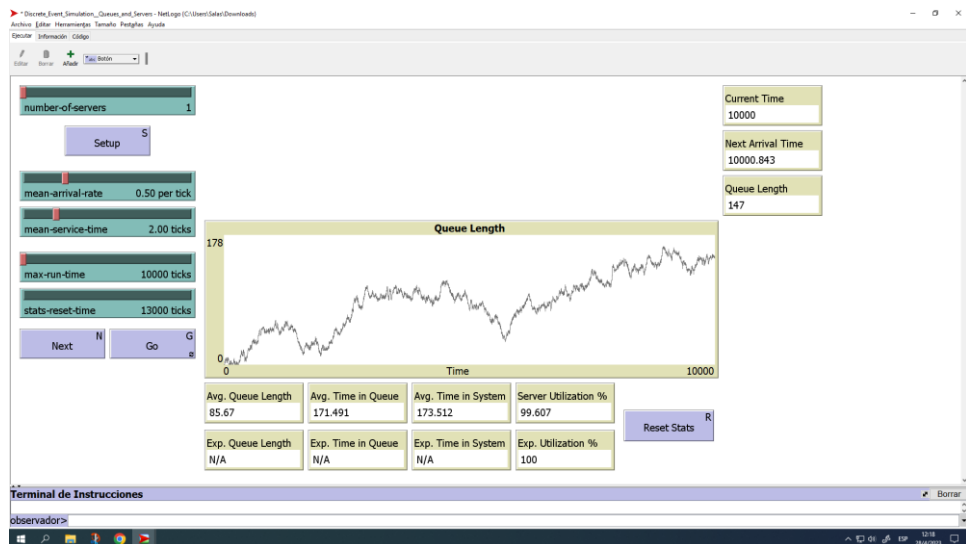 * Discrete_Event_Simulation__Queues_and_Servers - NetLogo {C:\Users\Salas\Downloads}
Archivo Editar Herramientas Tamaño Pestañas Ayuda
Ejecutar Información Código
Editar Borrar Añadir Botón
number-of-servers 1
S
Setup
mean-arrival-rate 0.50 per tick
mean-service-time 2.00 ticks
max-run-time 10000 ticks
stats-reset-time 13000 ticks
N
Next
G
Go
Current Time
10000
Next Arrival Time
10000.843
Queue Length
147
Queue Length
178
0
0 Time 10000
Avg. Queue Length Avg. Time in Queue Avg. Time in System Server Utilization %
85.67 171.491 173.512 99.607
R
Reset Stats
Exp. Queue Length Exp. Time in Queue Exp. Time in System Exp. Utilization %
N/A N/A N/A 100
Terminal de Instrucciones Borrar
observador>
ESP 12:18